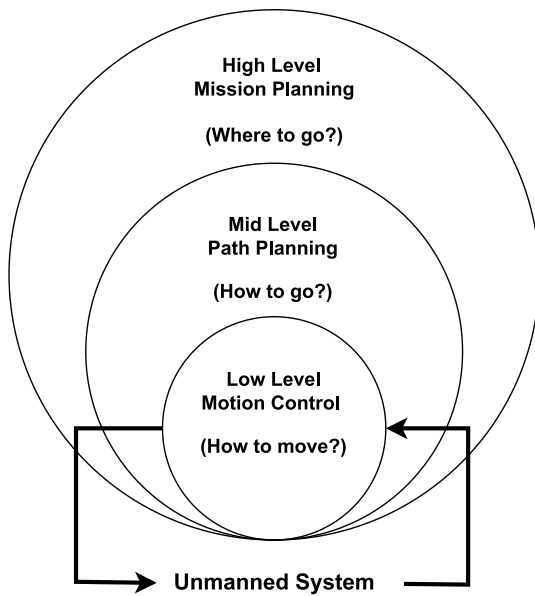 High Level
Mission Planning
(Where to go?)
Mid Level
Path Planning
(How to go?)
Low Level
Motion Control
(How to move?)
Unmanned System